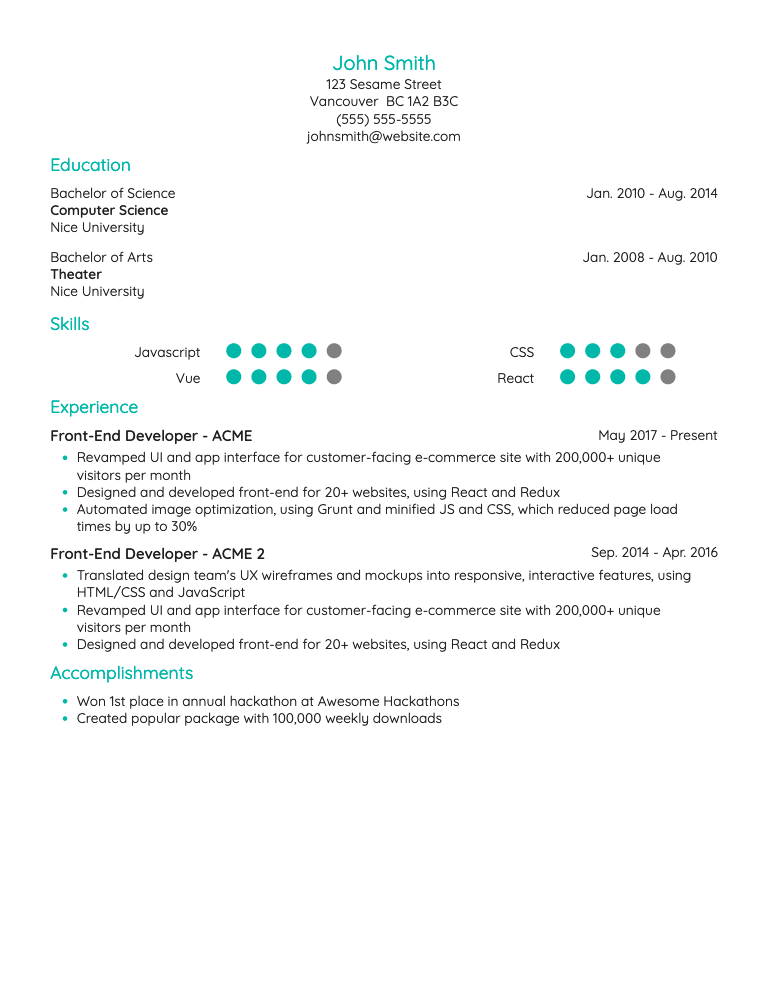 John Smith
123 Sesame Street
Vancouver  BC 1A2 B3C
(555) 555-5555
johnsmith@website.com
Education
Bachelor of Science Jan. 2010 - Aug. 2014
Computer Science
Nice University
Bachelor of Arts Jan. 2008 - Aug. 2010
Theater
Nice University
Skills
Javascript CSS
Vue React
Experience
Front-End Developer - ACME May 2017 - Present
• Revamped UI and app interface for customer-facing e-commerce site with 200,000+ unique
visitors per month
• Designed and developed front-end for 20+ websites, using React and Redux
• Automated image optimization, using Grunt and minified JS and CSS, which reduced page load
times by up to 30%
Front-End Developer - ACME 2 Sep. 2014 - Apr. 2016
• Translated design team's UX wireframes and mockups into responsive, interactive features, using
HTML/CSS and JavaScript
• Revamped UI and app interface for customer-facing e-commerce site with 200,000+ unique
visitors per month
• Designed and developed front-end for 20+ websites, using React and Redux
Accomplishments
• Won 1st place in annual hackathon at Awesome Hackathons
• Created popular package with 100,000 weekly downloads